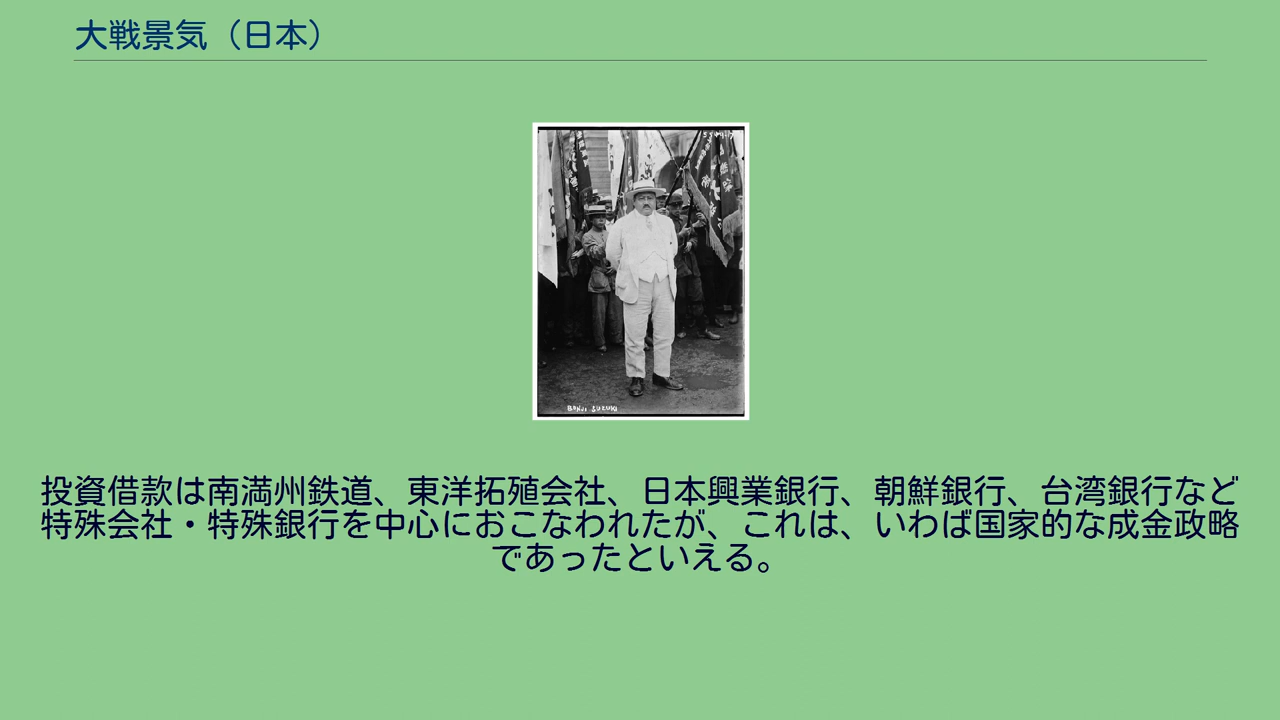 大戦景気（日本）
BANJI SUZUKI
投資借款は南満州鉄道、東洋拓殖会社、日本興業銀行、朝鮮銀行、台湾銀行など
特殊会社・特殊銀行を中心におこなわれたが、これは、いわば国家的な成金政略
であったといえる。